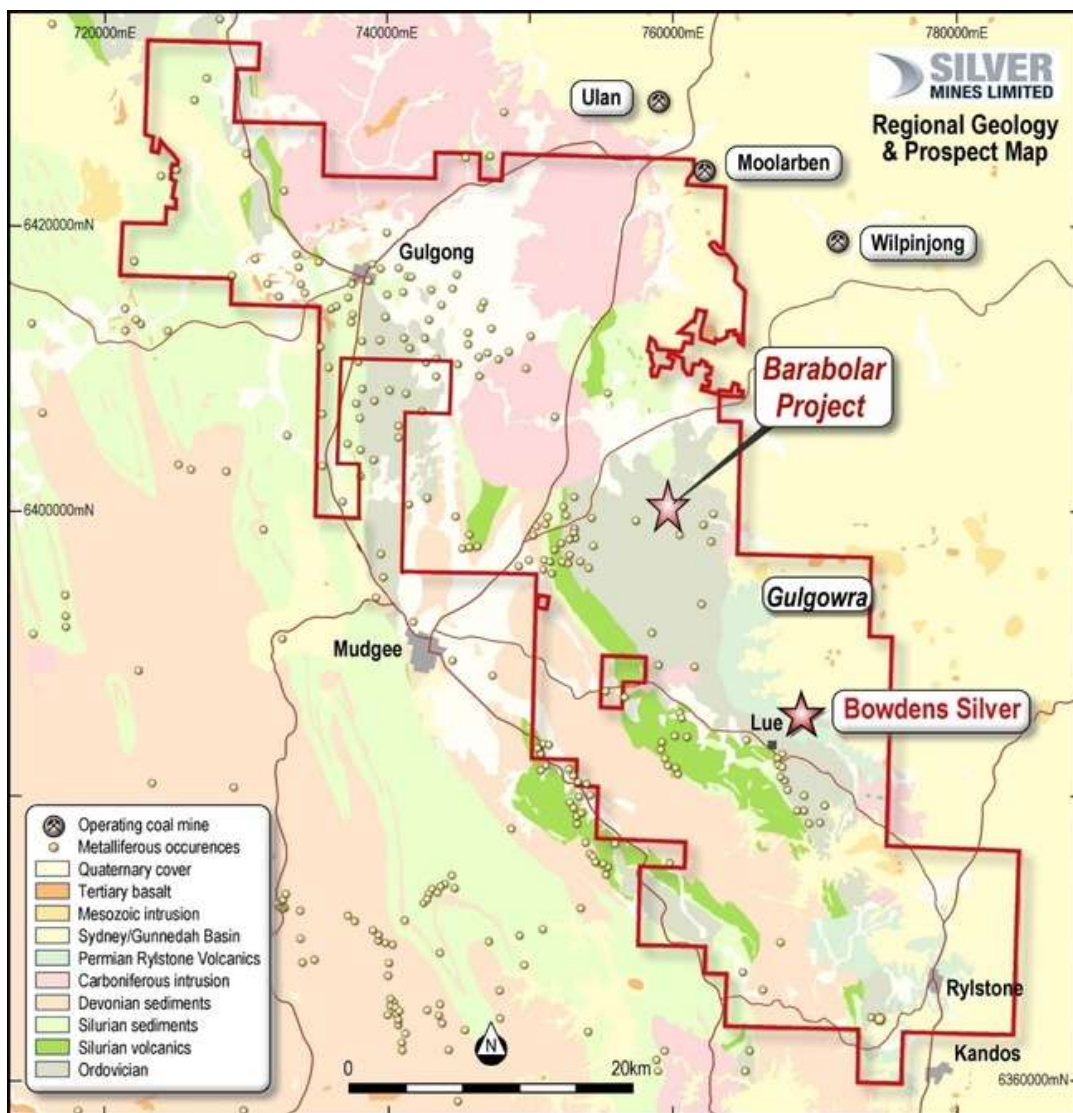 720000mE
740000mE
760000mE
780000mE
SILVER
MINES LIMITED
Regional Geology
& Prospect Map
Ulan
Moolarben
6420000mN
Wilpinjong
Gulgong
Barabolar
Project
6400000mN
Gulgowra
Mudgee
Bowdens Silver
Lue
Operating coal mine
Metalliferous occurences
Quaternary cover
Tertiary basalt
Mesozoic intrusion
Sydney/Gunnedah Basin
Permian Rylstone Volcanics
Carboniferous intrusion
Devonian sediments
Silurian sediments
Silurian volcanics
Ordovician
Rylstone
N
Kandos
0
20km
6360000mN